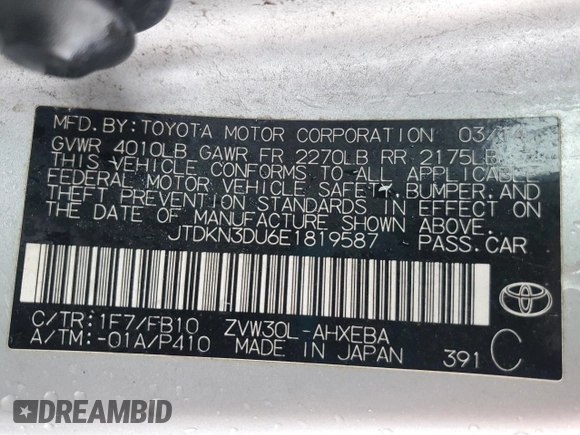 MFD.BY:TOYOTA MOTOR CORPORATION 03/
GVWR 4010LB GAWR FR 2270LB RR 2175LB
THIS VEHICLE CONFORMS TO ALL APPLICABLE
FEDERAL MOTOR VEHICLE SAFETY, BUMPER, AND
THEFT PREVENTION STANDARDS IN EFFECT ON
THE DATE OF MANUFACTURE SHOWN ABOVE.
JTDKN3DU6E1819587 PASS.CAR
C/TR:1F7/FB10 ZVW30L-AHXEBA
A/TM:-01A/P410 MADE IN JAPAN 391 C
TOYOTA
DREAMBID